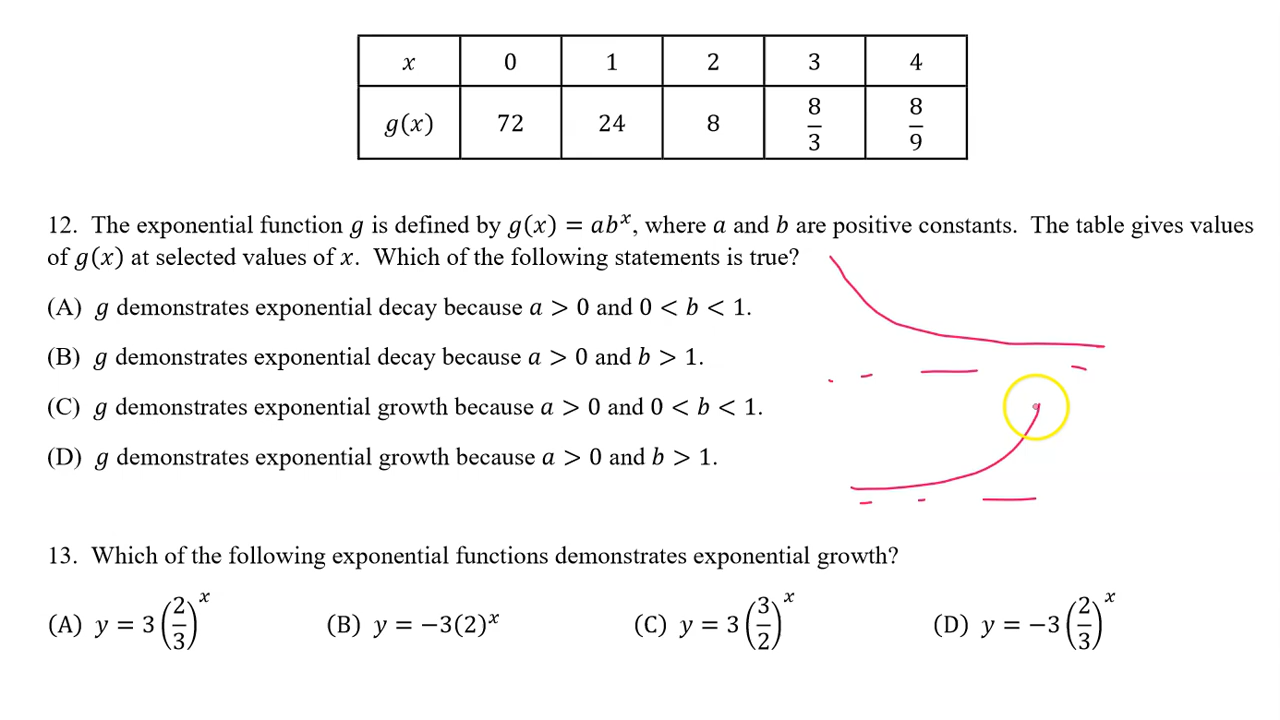 x 0 1 2 3 4
g(x) 72 24 8 8/3 8/9
12. The exponential function g is defined by g(x) = ab^x, where a and b are positive constants. The table gives values
of g(x) at selected values of x. Which of the following statements is true?
(A) g demonstrates exponential decay because a > 0 and 0 < b < 1.
(B) g demonstrates exponential decay because a > 0 and b > 1.
(C) g demonstrates exponential growth because a > 0 and 0 < b < 1.
(D) g demonstrates exponential growth because a > 0 and b > 1.
13. Which of the following exponential functions demonstrates exponential growth?
(A) y = 3(2/3)^x (B) y = −3(2)^x (C) y = 3(3/2)^x (D) y = −3(2/3)^x